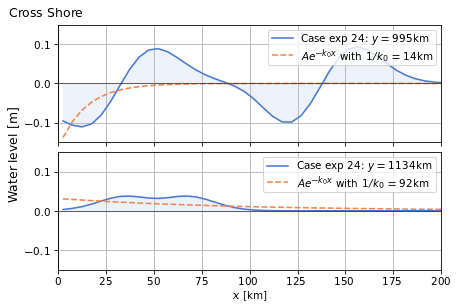 Cross Shore
Water level [m]
0.1
0.0
−0.1
Case exp 24: y = 995km
Ae^{−k₀x} with 1/k₀ = 14km
0.1
0.0
−0.1
Case exp 24: y = 1134km
Ae^{−k₀x} with 1/k₀ = 92km
0 25 50 75 100 125 150 175 200
x [km]